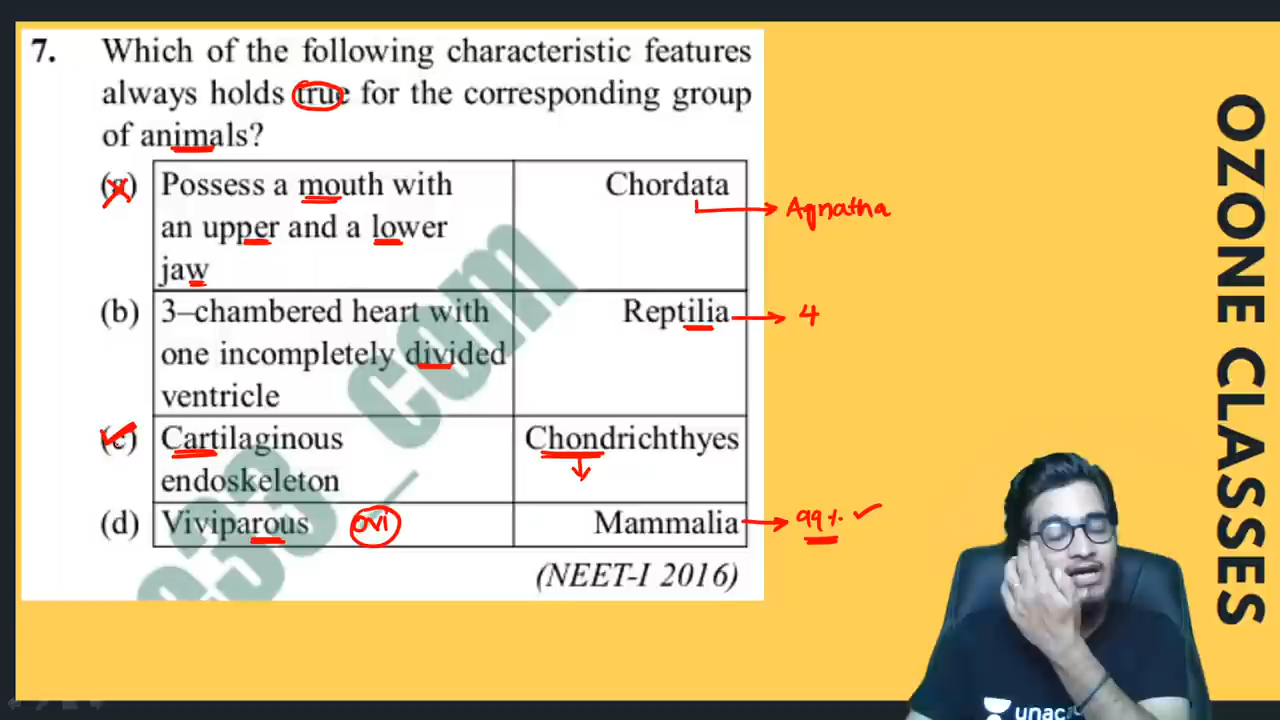 7. Which of the following characteristic features
always holds true for the corresponding group
of animals?
(a) Possess a mouth with
an upper and a lower
jaw
Chordata
Agnatha
(b) 3–chambered heart with
one incompletely divided
ventricle
Reptilia
4
(c) Cartilaginous
endoskeleton
Chondrichthyes
(d) Viviparous
ovi
Mammalia
99%
(NEET-I 2016)
OZONE CLASSES